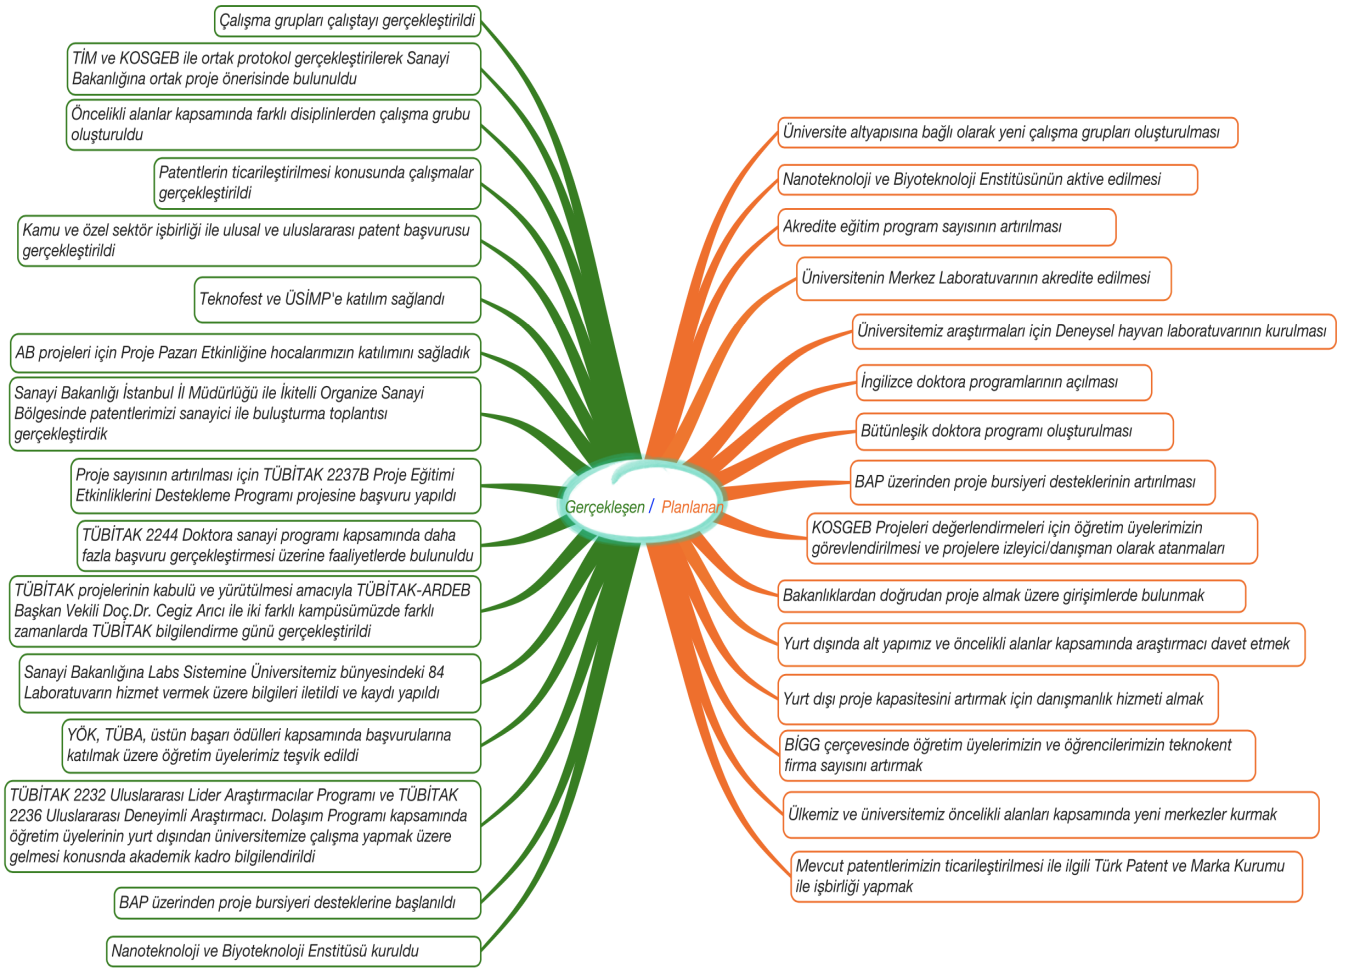 Çalışma grupları çalıştayı gerçekleştirildi
TİM ve KOSGEB ile ortak protokol gerçekleştirilerek Sanayi
Bakanlığına ortak proje önerisinde bulunuldu
Öncelikli alanlar kapsamında farklı disiplinlerden çalışma grubu
oluşturuldu
Patentlerin ticarileştirilmesi konusunda çalışmalar
gerçekleştirildi
Kamu ve özel sektör işbirliği ile ulusal ve uluslararası patent başvurusu
gerçekleştirildi
Teknofest ve ÜSİMP'e katılım sağlandı
AB projeleri için Proje Pazarı Etkinliğine hocalarımızın katılımını sağladık
Sanayi Bakanlığı İstanbul İl Müdürlüğü ile İkitelli Organize Sanayi
Bölgesinde patentlerimizi sanayici ile buluşturma toplantısı
gerçekleştirdik
Proje sayısının artırılması için TÜBİTAK 2237B Proje Eğitimi
Etkinliklerini Destekleme Programı projesine başvuru yapıldı
TÜBİTAK 2244 Doktora sanayi programı kapsamında daha
fazla başvuru gerçekleştirmesi üzerine faaliyetlerde bulunuldu
TÜBİTAK projelerinin kabulü ve yürütülmesi amacıyla TÜBİTAK-ARDEB
Başkan Vekili Doç.Dr. Cegiz Arıcı ile iki farklı kampüsümüzde farklı
zamanlarda TÜBİTAK bilgilendirme günü gerçekleştirildi
Sanayi Bakanlığına Labs Sistemine Üniversitemiz bünyesindeki 84
Laboratuvarın hizmet vermek üzere bilgileri iletildi ve kaydı yapıldı
YÖK, TÜBA, üstün başarı ödülleri kapsamında başvurularına
katılmak üzere öğretim üyelerimiz teşvik edildi
TÜBİTAK 2232 Uluslararası Lider Araştırmacılar Programı ve TÜBİTAK
2236 Uluslararası Deneyimli Araştırmacı. Dolaşım Programı kapsamında
öğretim üyelerinin yurt dışından üniversitemize çalışma yapmak üzere
gelmesi konusnda akademik kadro bilgilendirildi
BAP üzerinden proje bursiyeri desteklerine başlanıldı
Nanoteknoloji ve Biyoteknoloji Enstitüsü kuruldu
Gerçekleşen / Planlanan
Üniversite altyapısına bağlı olarak yeni çalışma grupları oluşturulması
Nanoteknoloji ve Biyoteknoloji Enstitüsünün aktive edilmesi
Akredite eğitim program sayısının artırılması
Üniversitenin Merkez Laboratuvarının akredite edilmesi
Üniversitemiz araştırmaları için Deneysel hayvan laboratuvarının kurulması
İngilizce doktora programlarının açılması
Bütünleşik doktora programı oluşturulması
BAP üzerinden proje bursiyeri desteklerinin artırılması
KOSGEB Projeleri değerlendirmeleri için öğretim üyelerimizin
görevlendirilmesi ve projelere izleyici/danışman olarak atanmaları
Bakanlıklardan doğrudan proje almak üzere girişimlerde bulunmak
Yurt dışında alt yapımız ve öncelikli alanlar kapsamında araştırmacı davet etmek
Yurt dışı proje kapasitesini artırmak için danışmanlık hizmeti almak
BİGG çerçevesinde öğretim üyelerimizin ve öğrencilerimizin teknokent
firma sayısını artırmak
Ülkemiz ve üniversitemiz öncelikli alanları kapsamında yeni merkezler kurmak
Mevcut patentlerimizin ticarileştirilmesi ile ilgili Türk Patent ve Marka Kurumu
ile işbirliği yapmak